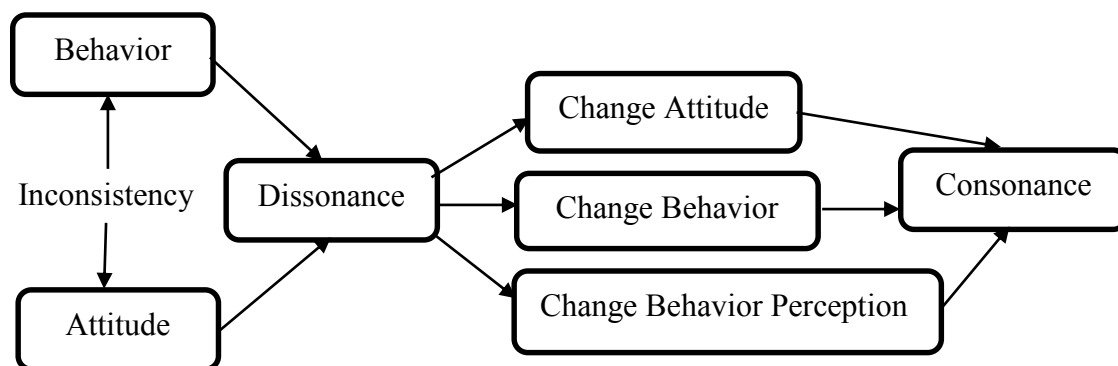 Behavior
Change Attitude
Inconsistency
Dissonance
Change Behavior
Consonance
Attitude
Change Behavior Perception